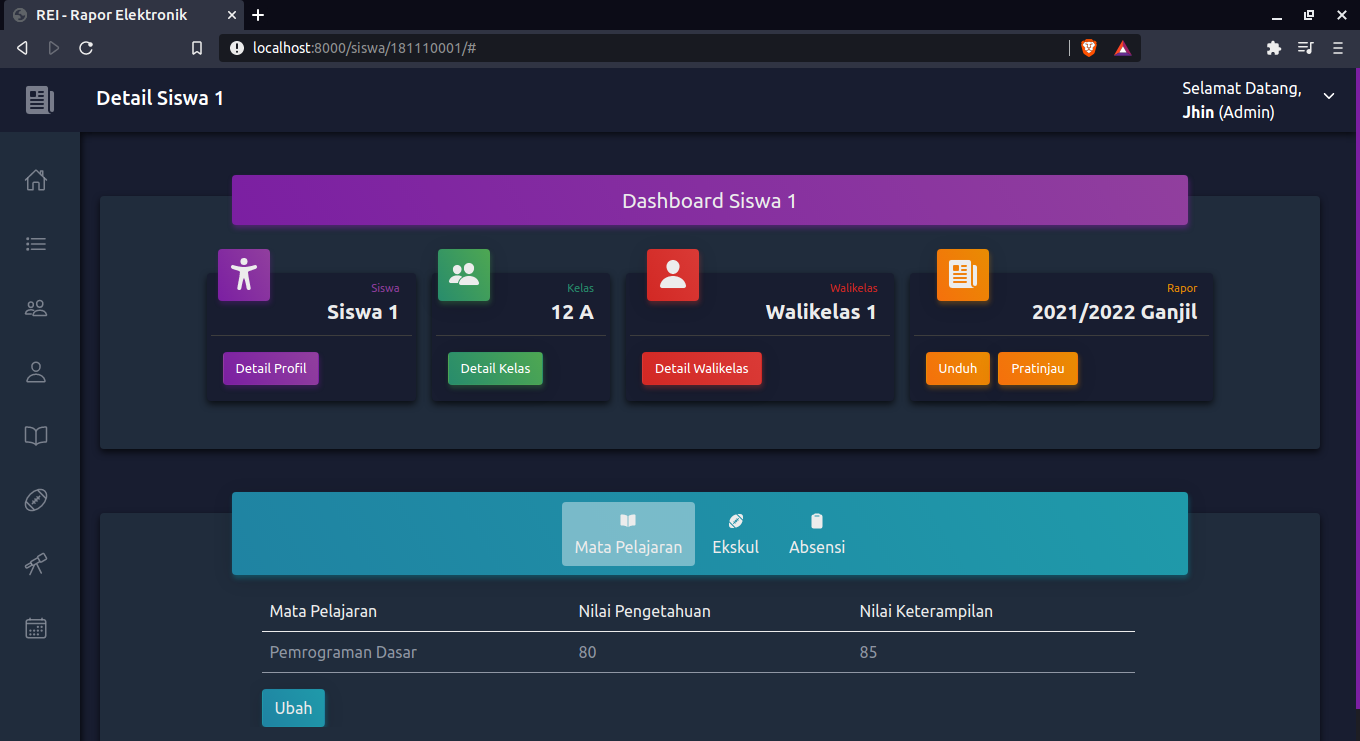 REI - Rapor Elektronik
localhost:8000/siswa/181110001/#
Detail Siswa 1
Selamat Datang,
Jhin (Admin)
Dashboard Siswa 1
Siswa
Siswa 1
Detail Profil
Kelas
12 A
Detail Kelas
Walikelas
Walikelas 1
Detail Walikelas
Rapor
2021/2022 Ganjil
Unduh Pratinjau
Mata Pelajaran Ekskul Absensi
Mata Pelajaran Nilai Pengetahuan Nilai Keterampilan
Pemrograman Dasar 80 85
Ubah